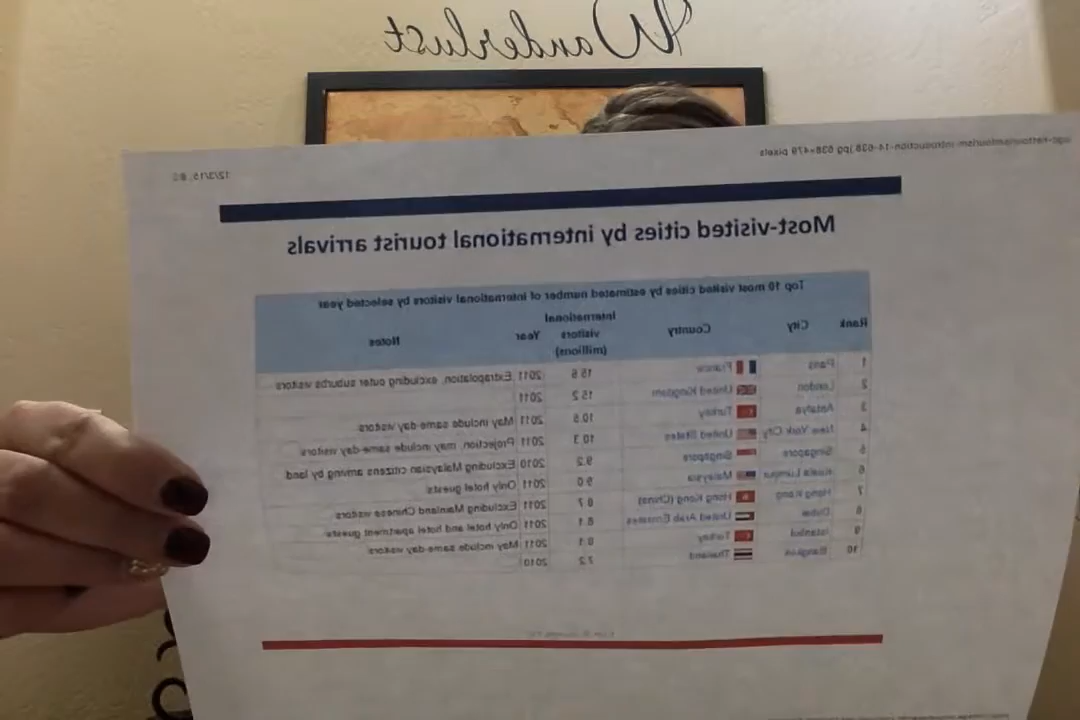 Wanderlust
12/3/15
638×479 pixels
Most-visited cities by international tourist arrivals
Top 10 most visited cities by estimated number of international visitors by selected year
Rank City Country International visitors (millions) Year Notes
1 Paris France 15.6 2011 Extrapolation, excluding outer suburbs visitors
2 London United Kingdom 15.2 2011
3 Antalya Turkey 10.5 2011 May include same-day visitors
4 New York City United States 10.3 2011 Projection, may include same-day visitors
5 Singapore Singapore 9.2 2010 Excluding Malaysian citizens arriving by land
6 Kuala Lumpur Malaysia 9.0 2011 Only hotel guests
7 Hong Kong Hong Kong (China) 8.7 2011 Excluding Mainland Chinese visitors
8 Dubai United Arab Emirates 8.1 2011 Only hotel and hotel apartment guests
9 Istanbul Turkey 8.1 2011 May include same-day visitors
10 Bangkok Thailand 7.2 2010